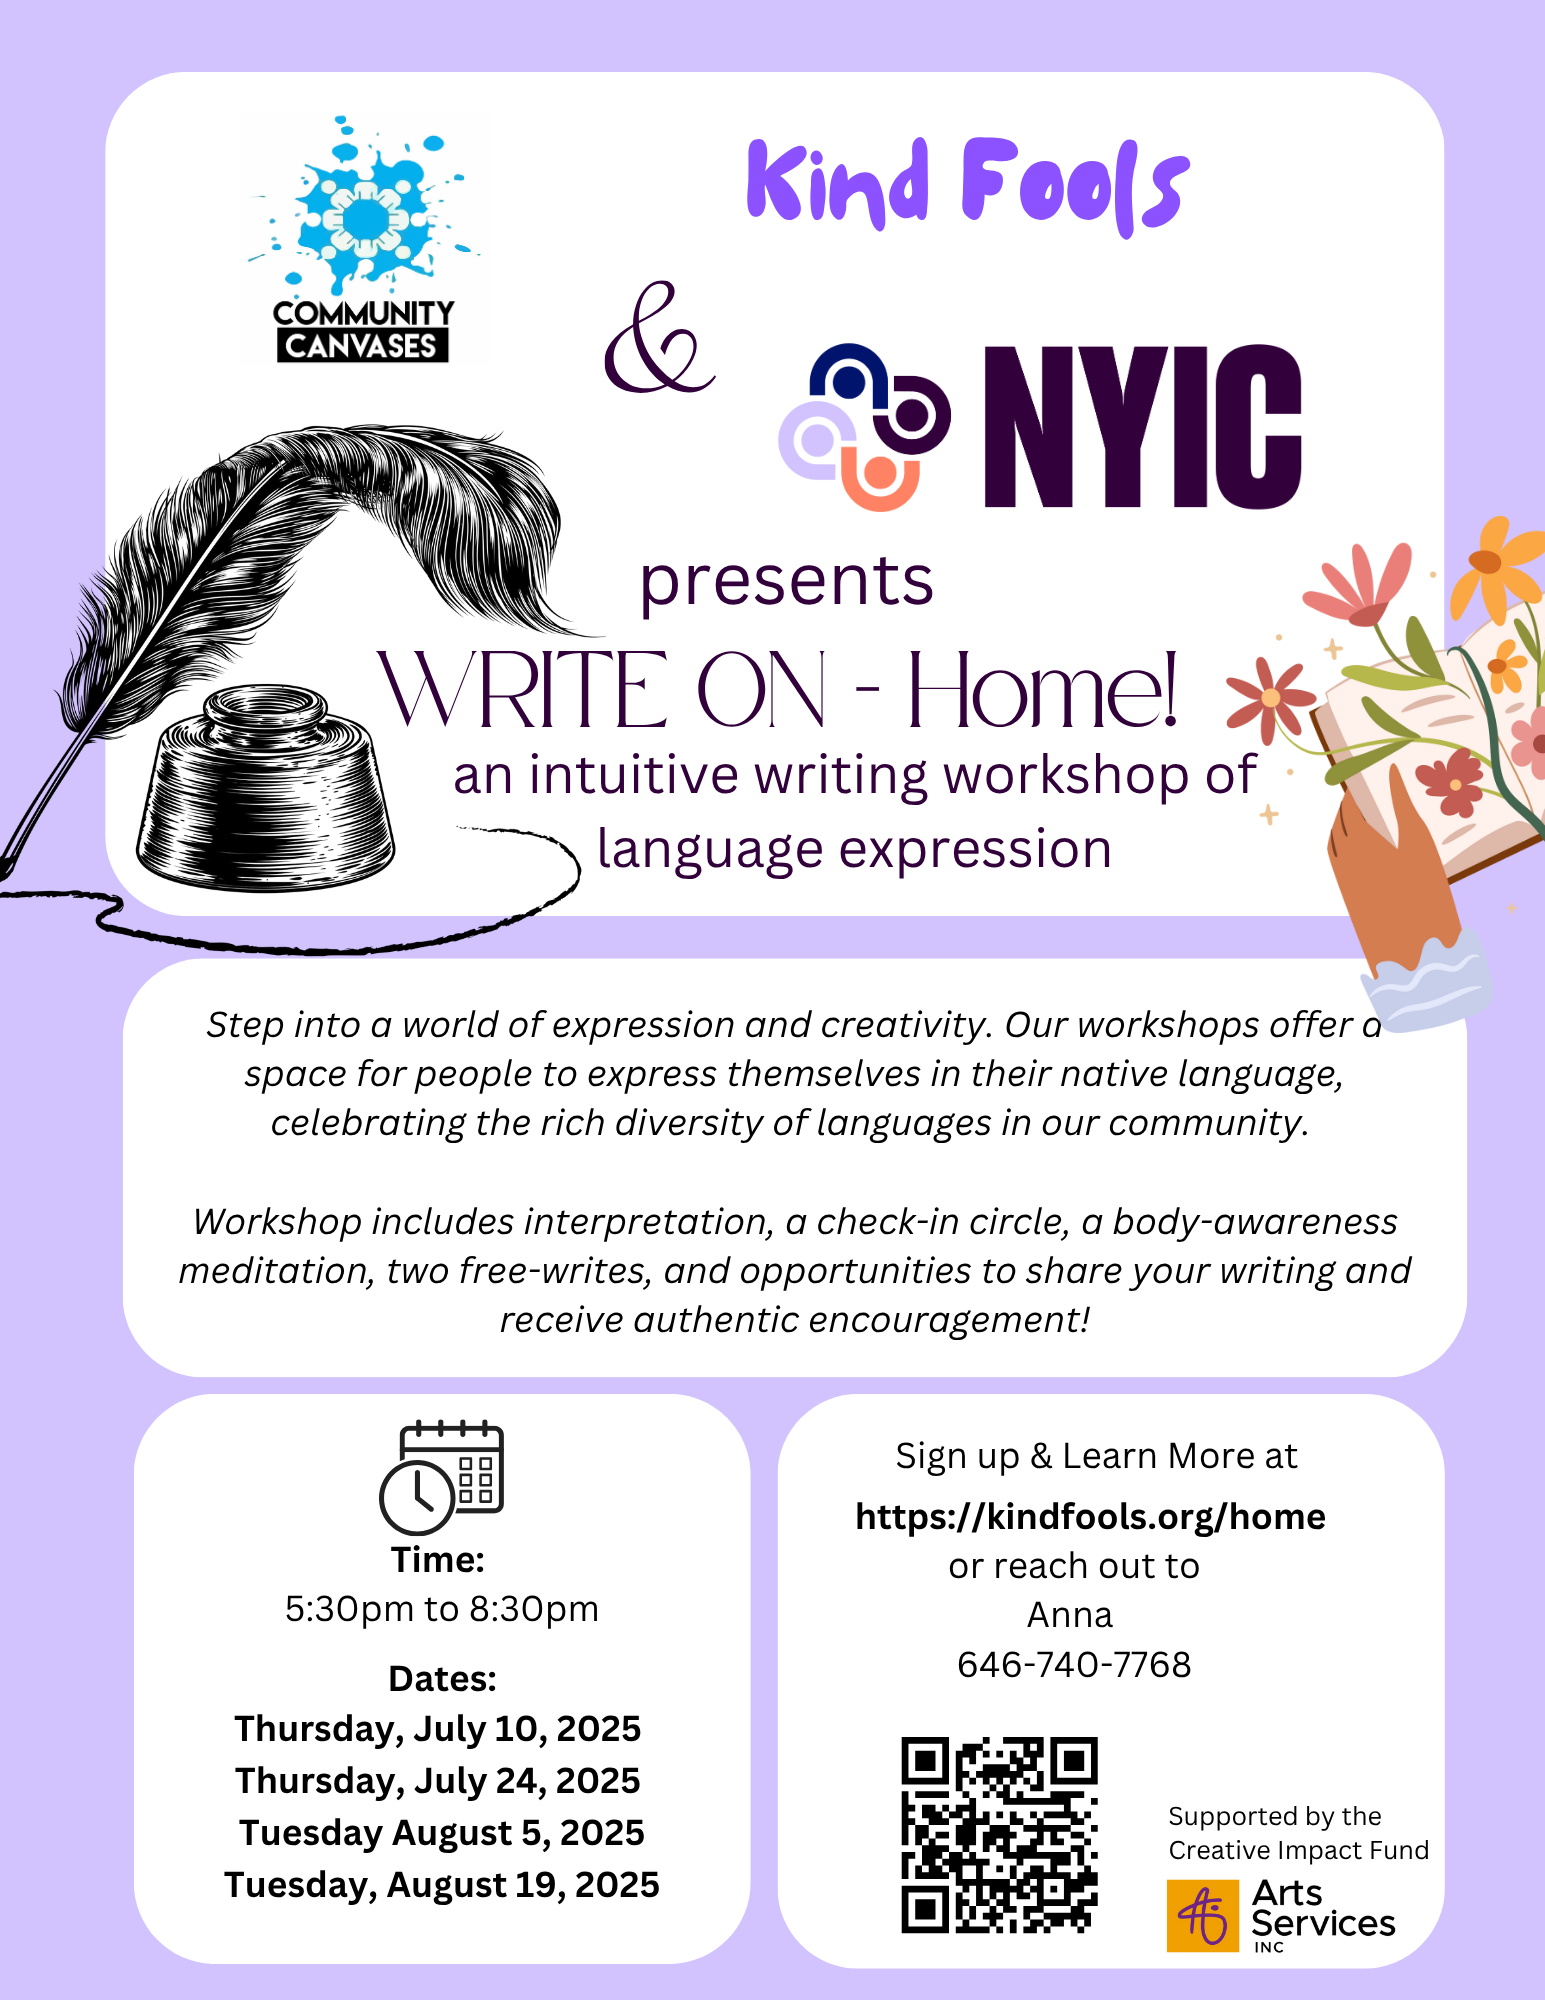 COMMUNITY
CANVASES
Kind Fools
&
NYIC
presents
WRITE ON - Home!
an intuitive writing workshop of
language expression
Step into a world of expression and creativity. Our workshops offer a
space for people to express themselves in their native language,
celebrating the rich diversity of languages in our community.
Workshop includes interpretation, a check-in circle, a body-awareness
meditation, two free-writes, and opportunities to share your writing and
receive authentic encouragement!
Time:
5:30pm to 8:30pm
Dates:
Thursday, July 10, 2025
Thursday, July 24, 2025
Tuesday August 5, 2025
Tuesday, August 19, 2025
Sign up & Learn More at
https://kindfools.org/home
or reach out to
Anna
646-740-7768
Supported by the
Creative Impact Fund
Arts
Services
INC